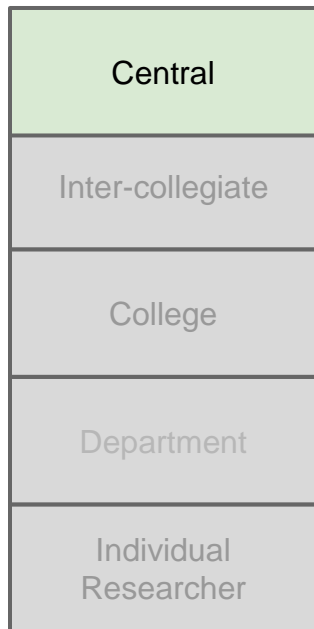 Central
Inter-collegiate
College
Department
Individual
Researcher